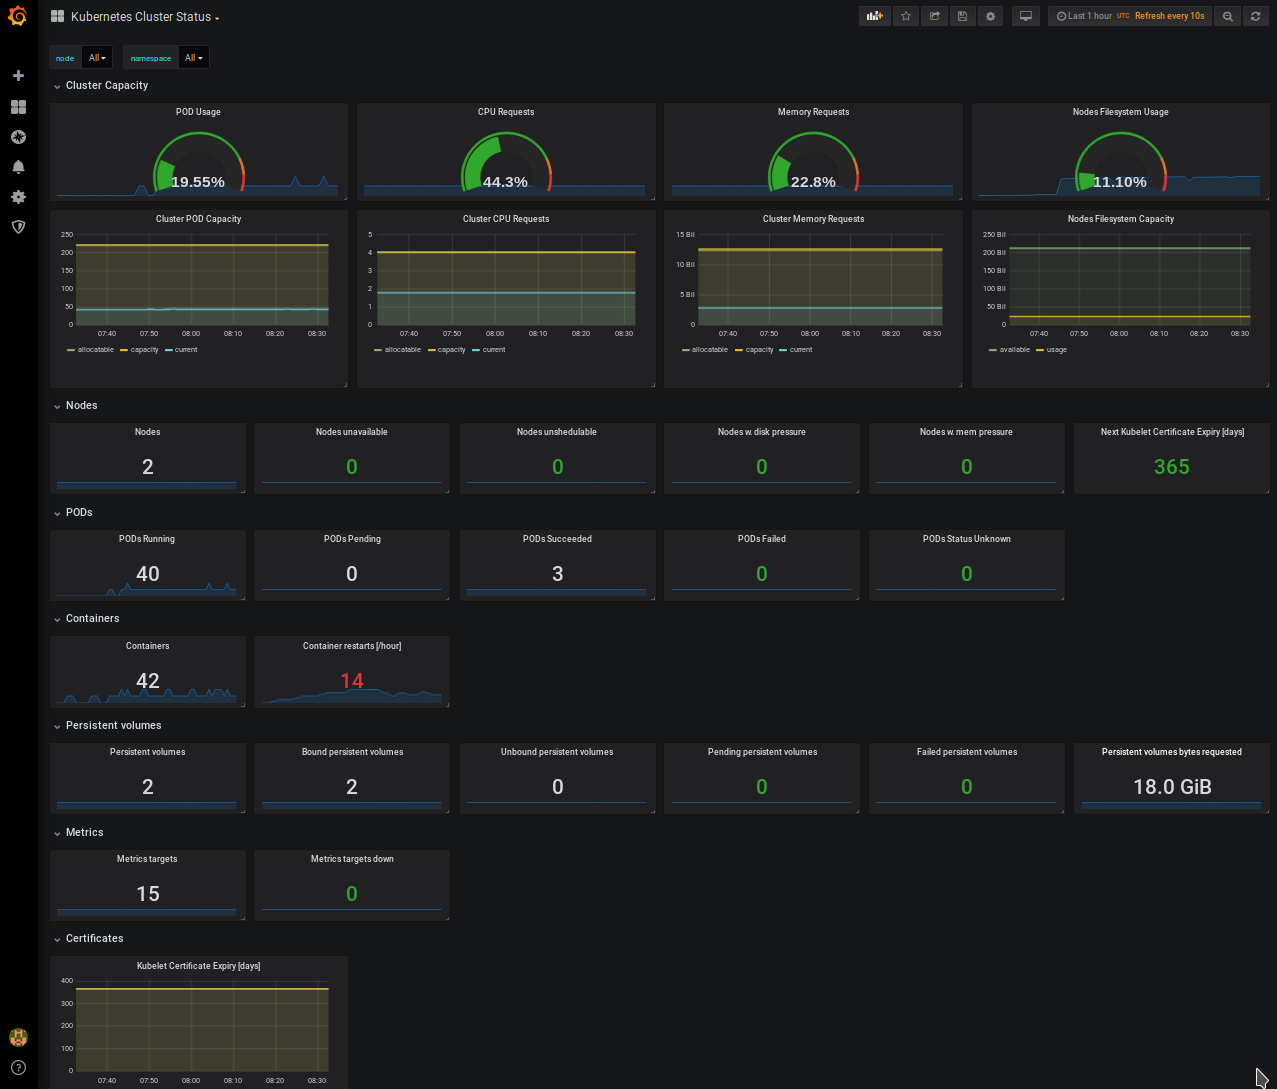 Kubernetes Cluster Status
Last 1 hour UTC Refresh every 10s
node All namespace All
Cluster Capacity
POD Usage
19.55%
CPU Requests
44.3%
Memory Requests
22.8%
Nodes Filesystem Usage
11.10%
Cluster POD Capacity
250
200
150
100
50
0
07:40 07:50 08:00 08:10 08:20 08:30
allocatable capacity current
Cluster CPU Requests
5
4
3
2
1
0
07:40 07:50 08:00 08:10 08:20 08:30
allocatable capacity current
Cluster Memory Requests
15 Bil
10 Bil
5 Bil
0
07:40 07:50 08:00 08:10 08:20 08:30
allocatable capacity current
Nodes Filesystem Capacity
250 Bil
200 Bil
150 Bil
100 Bil
50 Bil
0
07:40 07:50 08:00 08:10 08:20 08:30
available usage
Nodes
Nodes
2
Nodes unavailable
0
Nodes unshedulable
0
Nodes w. disk pressure
0
Nodes w. mem pressure
0
Next Kubelet Certificate Expiry [days]
365
PODs
PODs Running
40
PODs Pending
0
PODs Succeeded
3
PODs Failed
0
PODs Status Unknown
0
Containers
Containers
42
Container restarts [/hour]
14
Persistent volumes
Persistent volumes
2
Bound persistent volumes
2
Unbound persistent volumes
0
Pending persistent volumes
0
Failed persistent volumes
0
Persistent volumes bytes requested
18.0 GiB
Metrics
Metrics targets
15
Metrics targets down
0
Certificates
Kubelet Certificate Expiry [days]
400
300
200
100
0
07:40 07:50 08:00 08:10 08:20 08:30